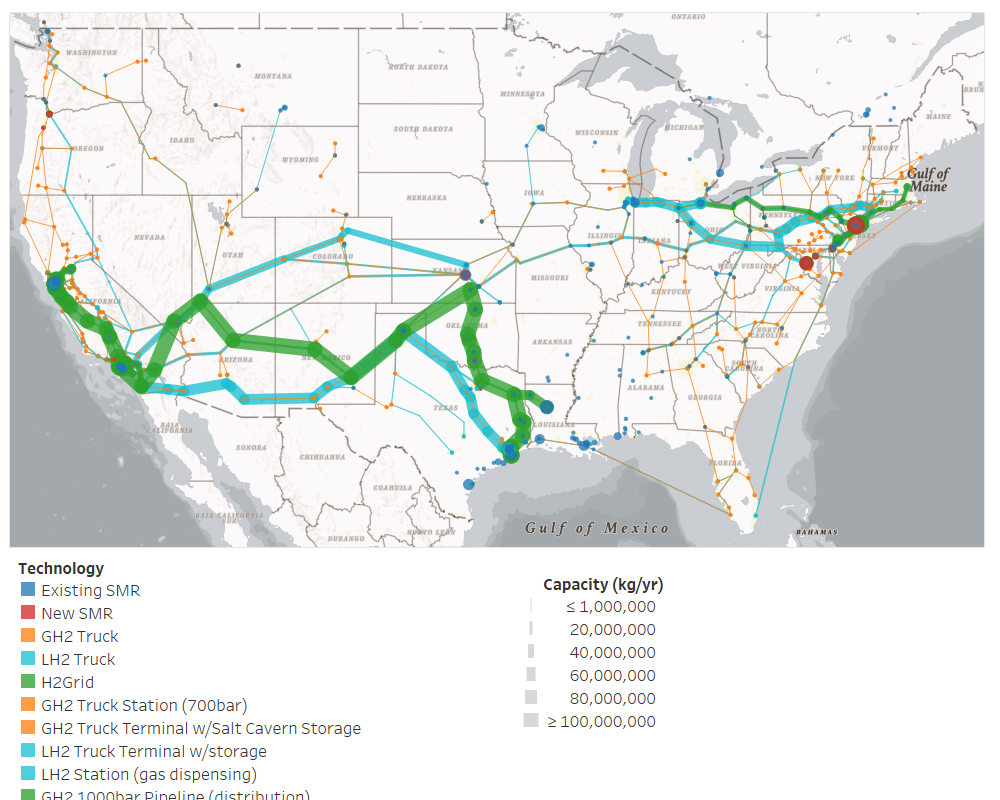 ONTARIO
WASHINGTON
MONTANA
NORTH DAKOTA
MINNESOTA
MAINE
BRUN
OREGON
IDAHO
SOUTH DAKOTA
WISCONSIN
MICHIGAN
VERMONT
WYOMING
NEW YORK
Gulf of
Maine
IOWA
NEBRASKA
NEVADA
UTAH
COLORADO
ILLINOIS
INDIANA
OHIO
KANSAS
MISSOURI
WEST VIRGINIA
VIRGINIA
KENTUCKY
CALIFORNIA
OKLAHOMA
TENNESSEE
NORTH
CAROLINA
ARKANSAS
ARIZONA
NEW MEXICO
SOUTH
CAROLINA
ALABAMA
GEORGIA
TEXAS
LOUISIANA
BAJA
CALIFORNIA
SONORA
CHIHUAHUA
FLORIDA
COAHUILA
BAJA CALIFORNIA
SUR
Gulf of Mexico
NUEVO LEON
DURANGO
BAHAMAS
Technology
Existing SMR
New SMR
GH2 Truck
LH2 Truck
H2Grid
GH2 Truck Station (700bar)
GH2 Truck Terminal w/Salt Cavern Storage
LH2 Truck Terminal w/storage
LH2 Station (gas dispensing)
GH2 1000bar Pipeline (distribution)
Capacity (kg/yr)
≤ 1,000,000
20,000,000
40,000,000
60,000,000
80,000,000
≥ 100,000,000